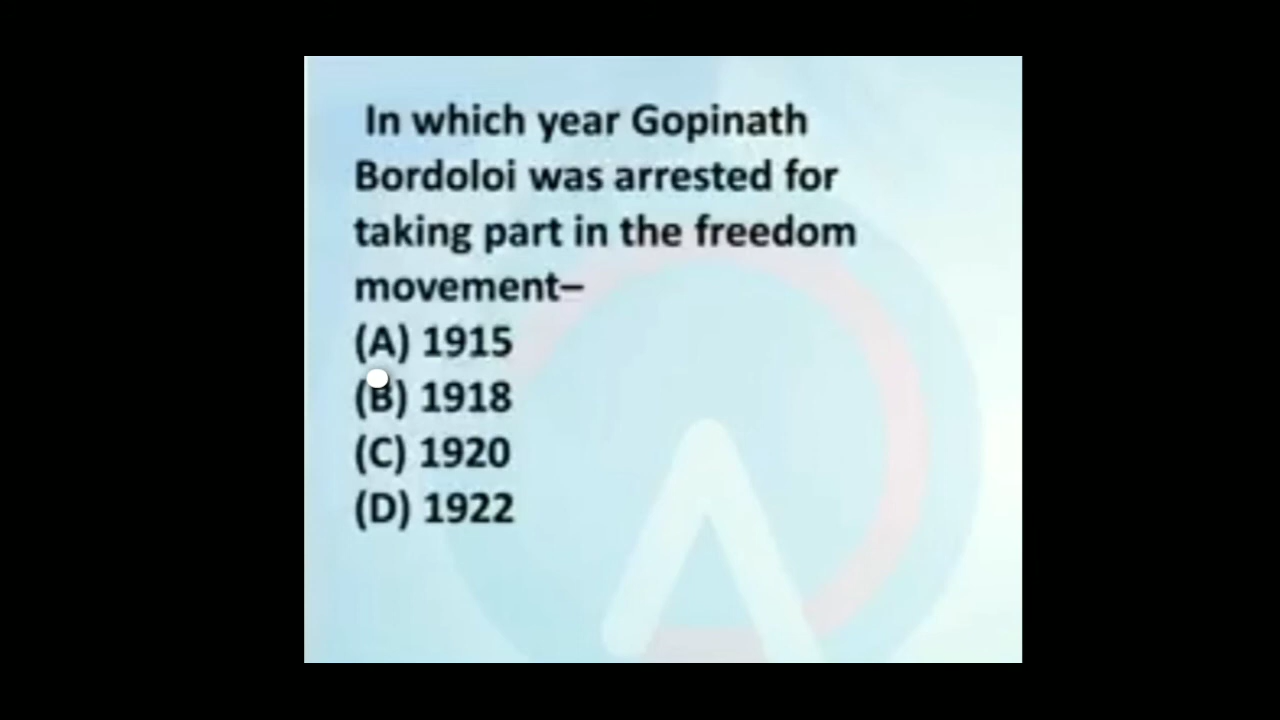 In which year Gopinath
Bordoloi was arrested for
taking part in the freedom
movement–
(A) 1915
(B) 1918
(C) 1920
(D) 1922